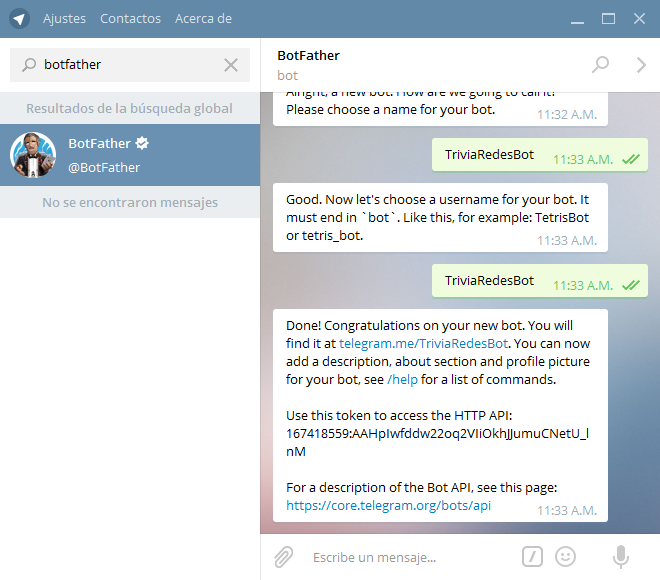 Ajustes Contactos Acerca de
botfather
Resultados de la búsqueda global
BotFather
@BotFather
No se encontraron mensajes
BotFather
bot
Alright, a new bot. How are we going to call it?
Please choose a name for your bot.
11:32 A.M.
TriviaRedesBot
11:33 A.M.
Good. Now let's choose a username for your bot. It
must end in `bot`. Like this, for example: TetrisBot
or tetris_bot.
11:33 A.M.
TriviaRedesBot
11:33 A.M.
Done! Congratulations on your new bot. You will
find it at telegram.me/TriviaRedesBot. You can now
add a description, about section and profile picture
for your bot, see /help for a list of commands.
Use this token to access the HTTP API:
167418559:AAHpIwfddw22oq2VIiOkhJJumuCNetU_l
nM
For a description of the Bot API, see this page:
https://core.telegram.org/bots/api
11:33 A.M.
Escribe un mensaje...